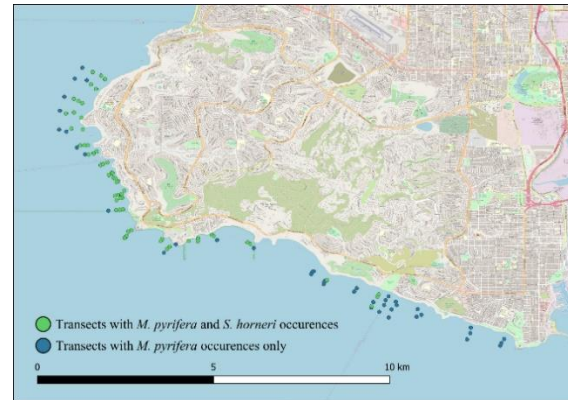 Transects with M. pyrifera and S. horneri occurences
Transects with M. pyrifera occurences only
0 5 10 km